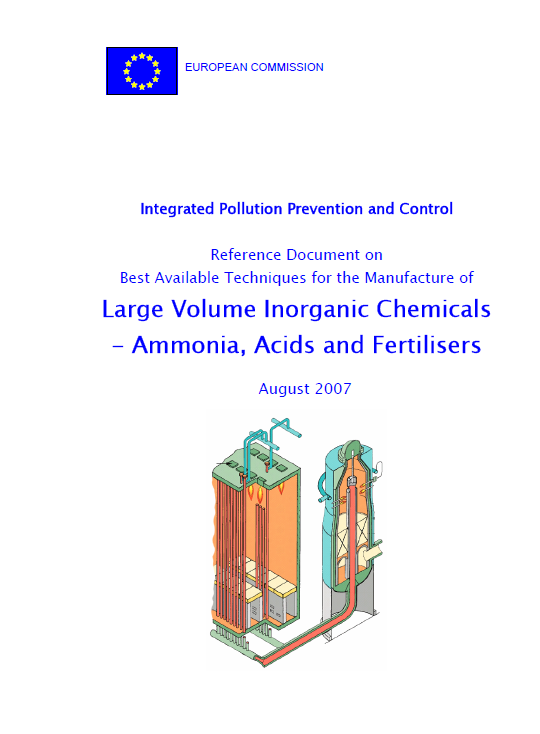 EUROPEAN COMMISSION
Integrated Pollution Prevention and Control
Reference Document on
Best Available Techniques for the Manufacture of
Large Volume Inorganic Chemicals
– Ammonia, Acids and Fertilisers
August 2007